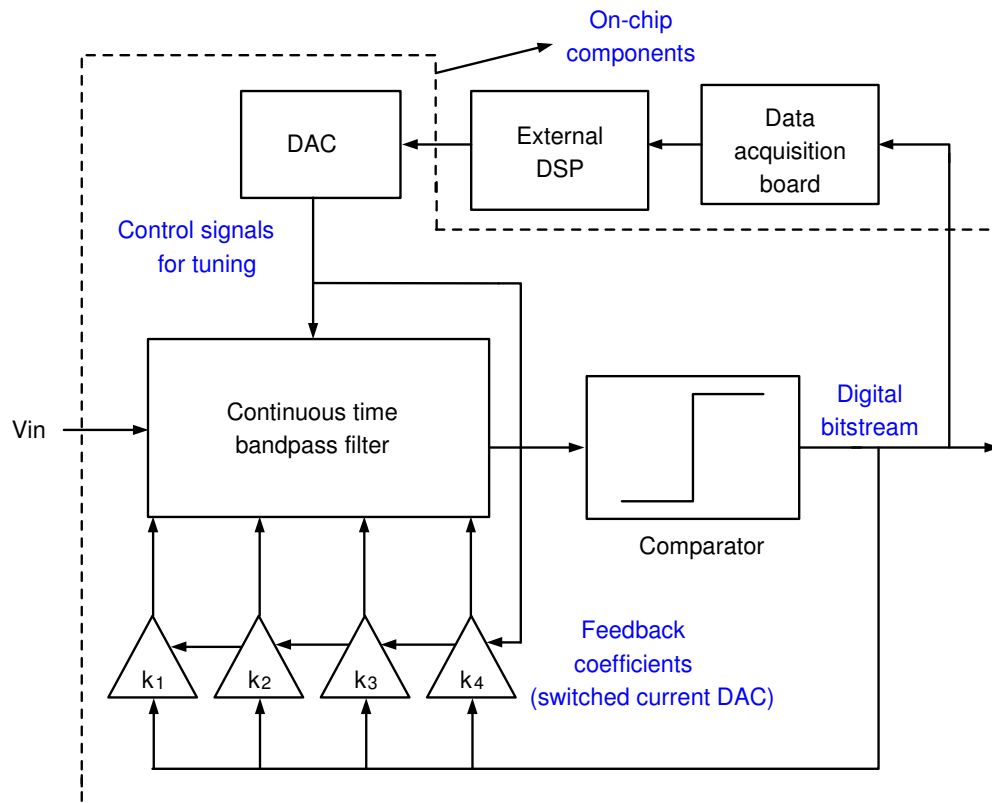 On-chip
components
DAC
External
DSP
Data
acquisition
board
Control signals
for tuning
Vin
Continuous time
bandpass filter
Digital
bitstream
Comparator
k1
k2
k3
k4
Feedback
coefficients
(switched current DAC)